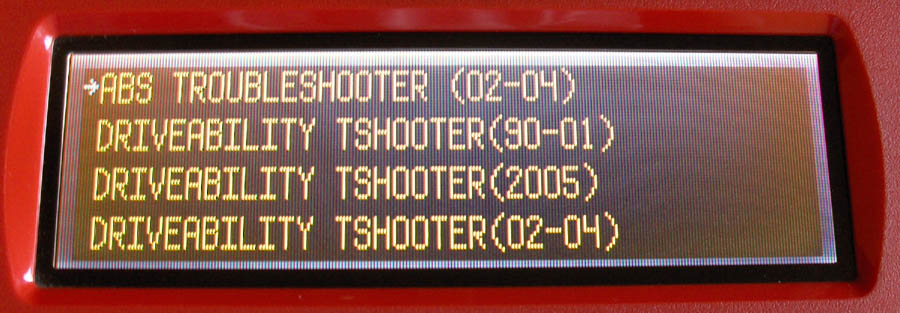 →ABS TROUBLESHOOTER (02-04)
DRIVEABILITY TSHOOTER(90-01)
DRIVEABILITY TSHOOTER(2005)
DRIVEABILITY TSHOOTER(02-04)